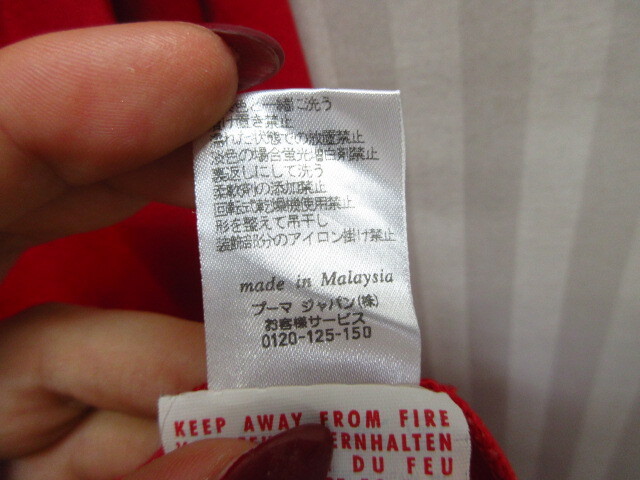 色と一緒に洗う
け置き禁止
濡れた状態での放置禁止
淡色の場合蛍光増白剤禁止
裏返しにして洗う
柔軟剤の添加禁止
回転式乾燥機使用禁止
形を整えて吊干し
装飾部分のアイロン掛け禁止
made in Malaysia
プーマ ジャパン(株)
お客様サービス
0120-125-150
KEEP AWAY FROM FIRE
ERNHALTEN
DU FEU